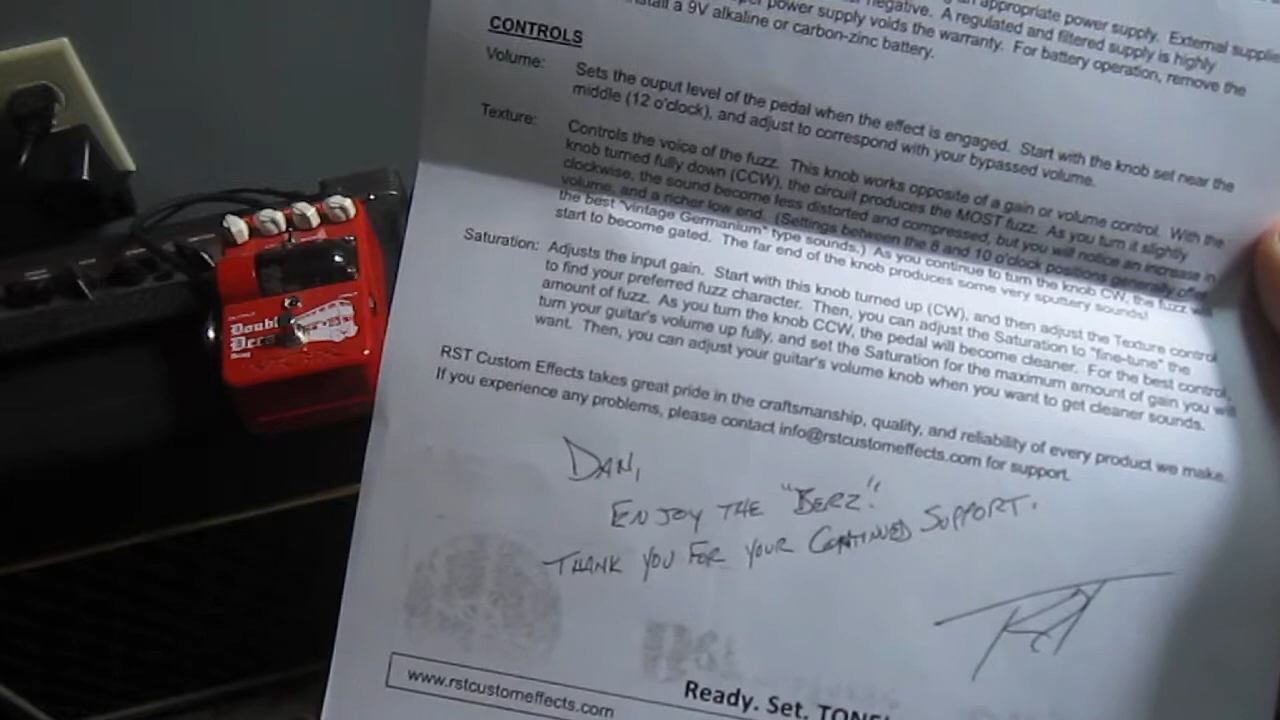 appropriate power supply. External supplie
negative. A regulated and filtered supply is highly
power supply voids the warranty. For battery operation, remove the
a 9V alkaline or carbon-zinc battery.
CONTROLS
Volume: Sets the ouput level of the pedal when the effect is engaged. Start with the knob set near the
middle (12 o'clock), and adjust to correspond with your bypassed volume.
Texture: Controls the voice of the fuzz. This knob works opposite of a gain or volume control. With the
knob turned fully down (CCW), the circuit produces the MOST fuzz. As you turn it slightly
clockwise, the sound become less distorted and compressed, but you will notice an increase in
volume, and a richer low end. (Settings between the 8 and 10 o'clock positions generally
the best "vintage Germanium" type sounds.) As you continue to turn the knob CW, the fuzz will
start to become gated. The far end of the knob produces some very sputtery sounds!
Saturation: Adjusts the input gain. Start with this knob turned up (CW), and then adjust the Texture control
to find your preferred fuzz character. Then, you can adjust the Saturation to "fine-tune" the
amount of fuzz. As you turn the knob CCW, the pedal will become cleaner. For the best control,
turn your guitar's volume up fully, and set the Saturation for the maximum amount of gain you will
want. Then, you can adjust your guitar's volume knob when you want to get cleaner sounds.
RST Custom Effects takes great pride in the craftsmanship, quality, and reliability of every product we make.
If you experience any problems, please contact info@rstcustomeffects.com for support.
DAN,
ENJOY THE "BERZ".
THANK YOU FOR YOUR CONTINUED SUPPORT.
RST
www.rstcustomeffects.com
Ready. Set. TONE!
Double
Deca